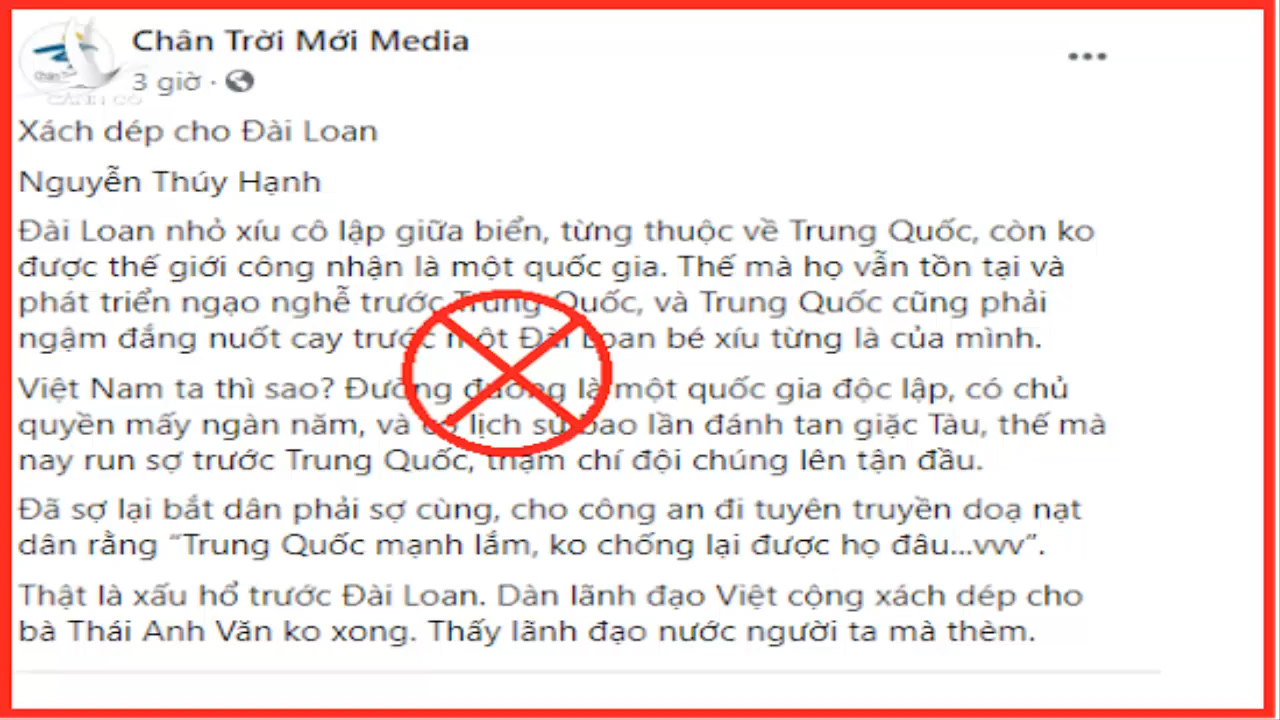 Chân Trời Mới Media
3 giờ ·
CÁNH CÒ
Xách dép cho Đài Loan
Nguyễn Thúy Hạnh
Đài Loan nhỏ xíu cô lập giữa biển, từng thuộc về Trung Quốc, còn ko
được thế giới công nhận là một quốc gia. Thế mà họ vẫn tồn tại và
phát triển ngạo nghễ trước Trung Quốc, và Trung Quốc cũng phải
ngậm đắng nuốt cay trước một Đài Loan bé xíu từng là của mình.
Việt Nam ta thì sao? Đường đường là một quốc gia độc lập, có chủ
quyền mấy ngàn năm, và có lịch sử bao lần đánh tan giặc Tàu, thế mà
nay run sợ trước Trung Quốc, thậm chí đội chúng lên tận đầu.
Đã sợ lại bắt dân phải sợ cùng, cho công an đi tuyên truyền doạ nạt
dân rằng “Trung Quốc mạnh lắm, ko chống lại được họ đâu...vvv”.
Thật là xấu hổ trước Đài Loan. Dàn lãnh đạo Việt cộng xách dép cho
bà Thái Anh Văn ko xong. Thấy lãnh đạo nước người ta mà thèm.